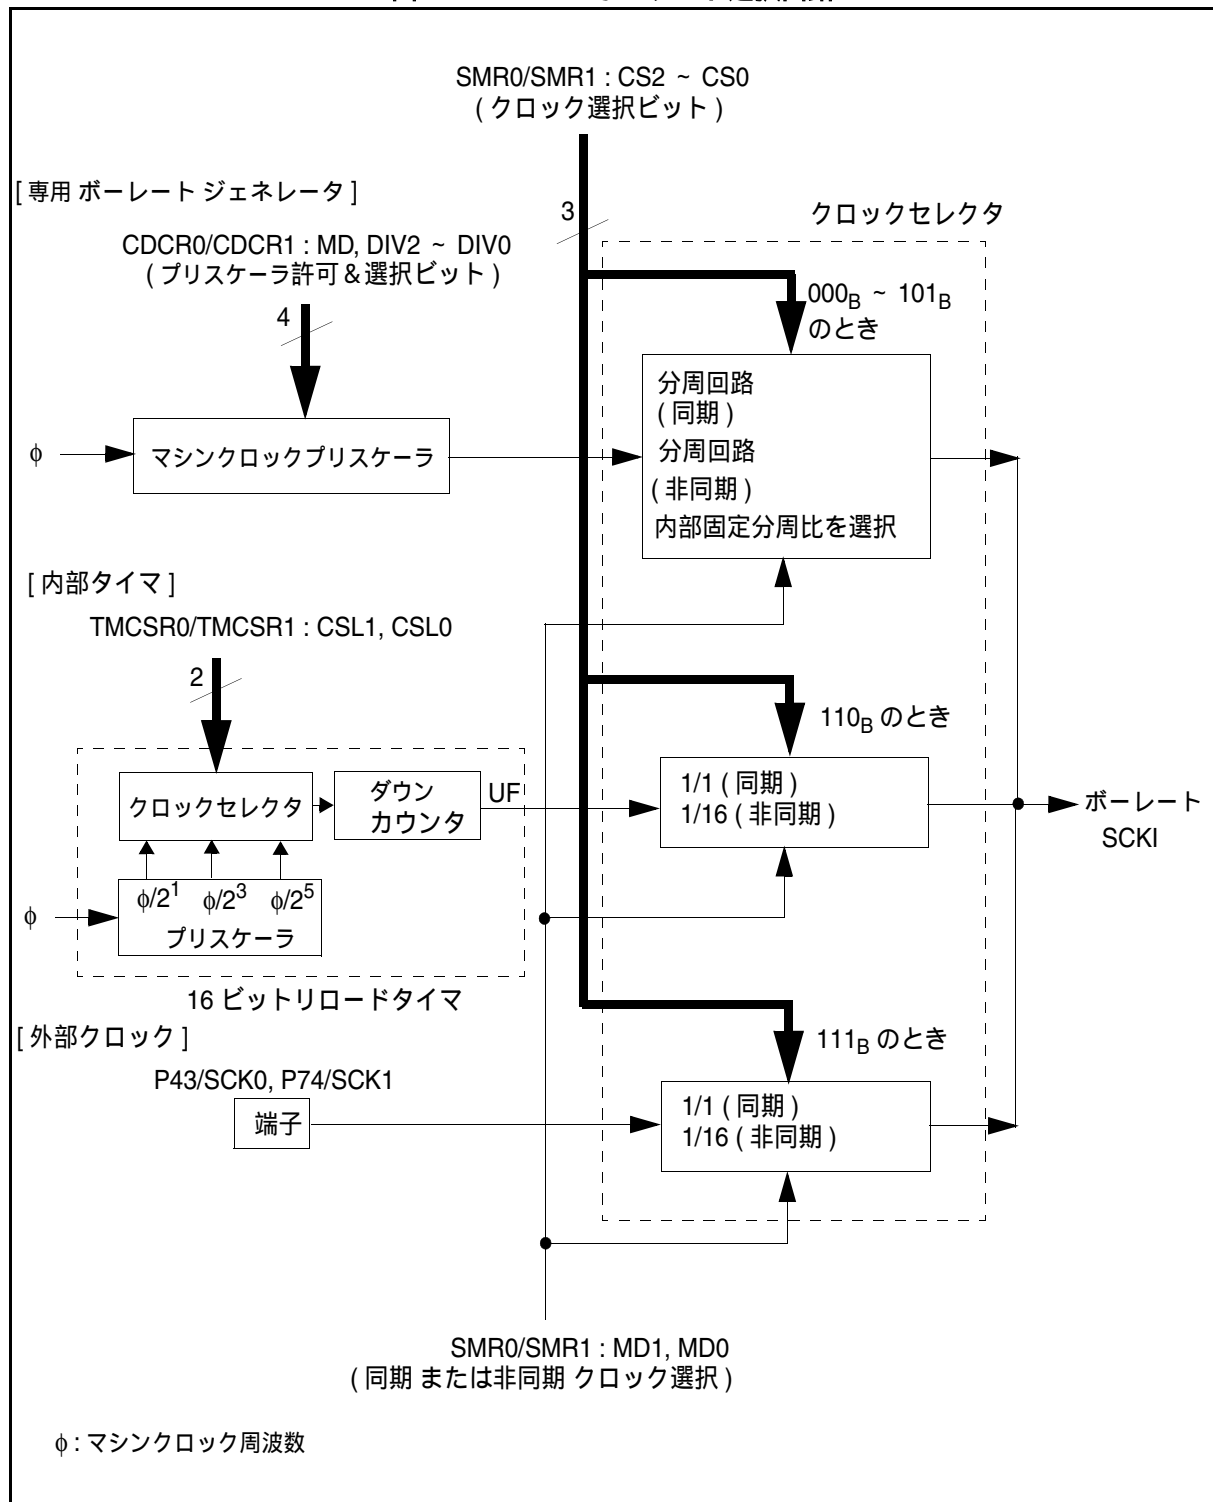 SMR0/SMR1 : CS2 ~ CS0
( クロック選択ビット )
[ 専用 ボーレート ジェネレータ ]
3
クロックセレクタ
CDCR0/CDCR1 : MD, DIV2 ~ DIV0
( プリスケーラ許可 & 選択ビット )
4
000B ~ 101B
のとき
分周回路
( 同期 )
φ
マシンクロックプリスケーラ
分周回路
( 非同期 )
内部固定分周比を選択
[ 内部タイマ ]
TMCSR0/TMCSR1 : CSL1, CSL0
2
110B のとき
クロックセレクタ
ダウン
カウンタ
UF
1/1 ( 同期 )
1/16 ( 非同期 )
ボーレート
SCKI
φ
φ/2¹ φ/2³ φ/2⁵
プリスケーラ
16 ビットリロードタイマ
[ 外部クロック ]
111B のとき
P43/SCK0, P74/SCK1
端子
1/1 ( 同期 )
1/16 ( 非同期 )
SMR0/SMR1 : MD1, MD0
( 同期 または非同期 クロック選択 )
φ : マシンクロック周波数